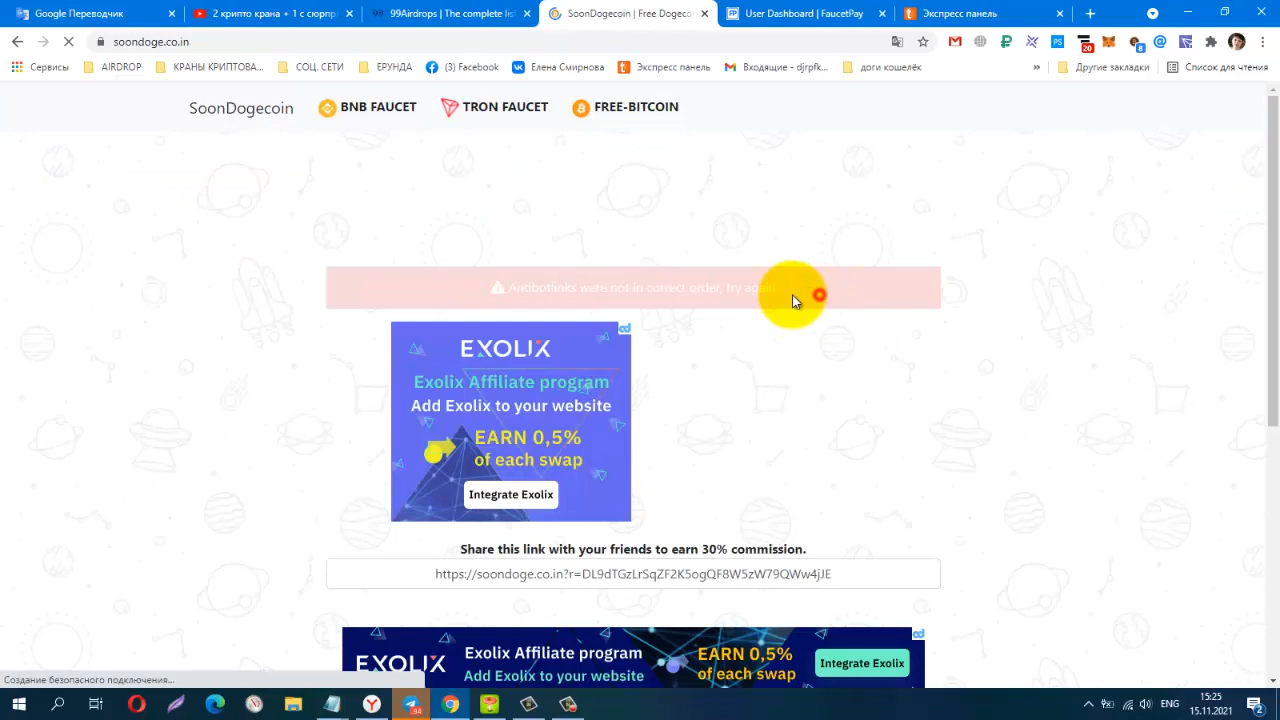 Google Переводчик
2 крипто крана + 1 с сюрпр
99Airdrops | The complete list
SoonDogecoin | Free Dogeco
User Dashboard | FaucetPay
Экспресс панель
soondoge.co.in
20
8
Сервисы
AIRDROP
КРАНЫ КРИПТОВА...
СОЦ. СЕТИ
ЕРУНДА
(3) Facebook
Елена Смирнова
Экспресс панель
Входящие - djrpfk...
доги кошелёк
»
Другие закладки
Список для чтения
SoonDogecoin
BNB FAUCET
TRON FAUCET
FREE-BITCOIN
Antibotlinks were not in correct order, try again.
EXOLIX
Exolix Affiliate program
Add Exolix to your website
EARN 0,5%
of each swap
Integrate Exolix
Share this link with your friends to earn 30% commission.
https://soondoge.co.in?r=DL9dTGzLrSqZF2K5ogQF8W5zW79QWw4jJE
EXOLIX
Exolix Affiliate program
Add Exolix to your website
EARN 0,5%
of each swap
Integrate Exolix
Создание безопасного подключения...
94
ENG
15:25
15.11.2021
2